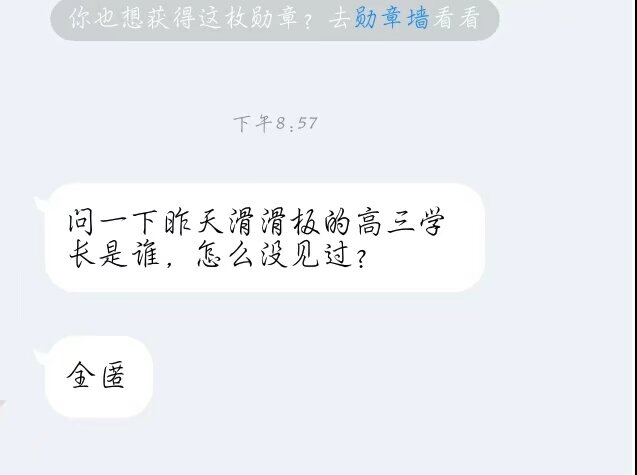 你也想获得这枚勋章？去勋章墙看看
下午8:57
问一下昨天滑滑板的高三学
长是谁，怎么没见过？
全匿